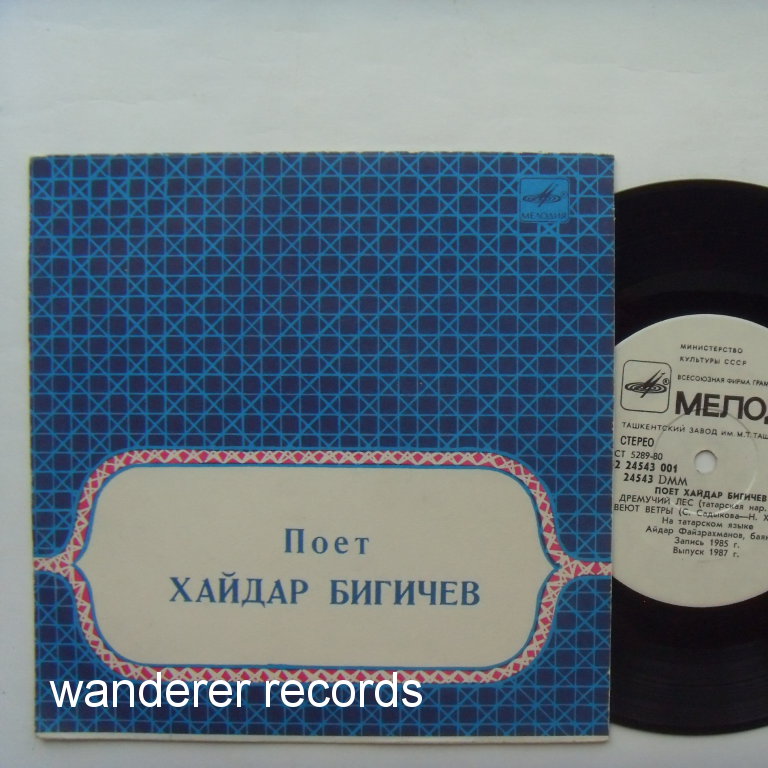 МЕЛОДИЯ
Поет
ХАЙДАР БИГИЧЕВ
wanderer records
МИНИСТЕРСТВО
КУЛЬТУРЫ СССР
ВСЕСОЮЗНАЯ ФИРМА ГРАМ
МЕЛОД
ТАШКЕНТСКИЙ ЗАВОД ИМ. М.Т. ТАШ
СТЕРЕО
СТ 5289-80
2 24543 001
24543 DMM
ПОЕТ ХАЙДАР БИГИЧЕВ
ДРЕМУЧИЙ ЛЕС (татарская нар.
ВЕЮТ ВЕТРЫ (С. Садыкова—Н. Х
На татарском языке
Айдар Файзрахманов, баян
Запись 1985 г.
Выпуск 1987 г.